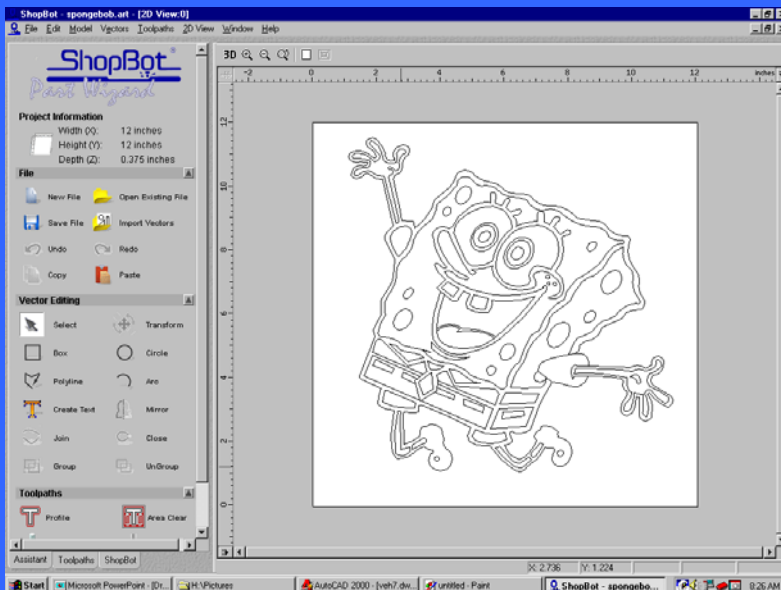 ShopBot - spongebob.art - [2D View:0]
File Edit Model Vectors Toolpaths 2D View Window Help
ShopBot
Part Wizard
3D
-2 0 2 4 6 8 10 12 inches
12
10
8
6
4
2
0
Project Information
Width (X): 12 inches
Height (Y): 12 inches
Depth (Z): 0.375 inches
File
New File Open Existing File
Save File Import Vectors
Undo Redo
Copy Paste
Vector Editing
Select Transform
Box Circle
Polyline Arc
Create Text Mirror
Join Close
Group UnGroup
Toolpaths
Profile Area Clear
Assistant Toolpaths ShopBot
X: 2.736 Y: 1.224
Start Microsoft PowerPoint - [Dr... H:\Pictures AutoCAD 2000 - [veh7.dw... untitled - Paint ShopBot - spongebo... 8:26 AM